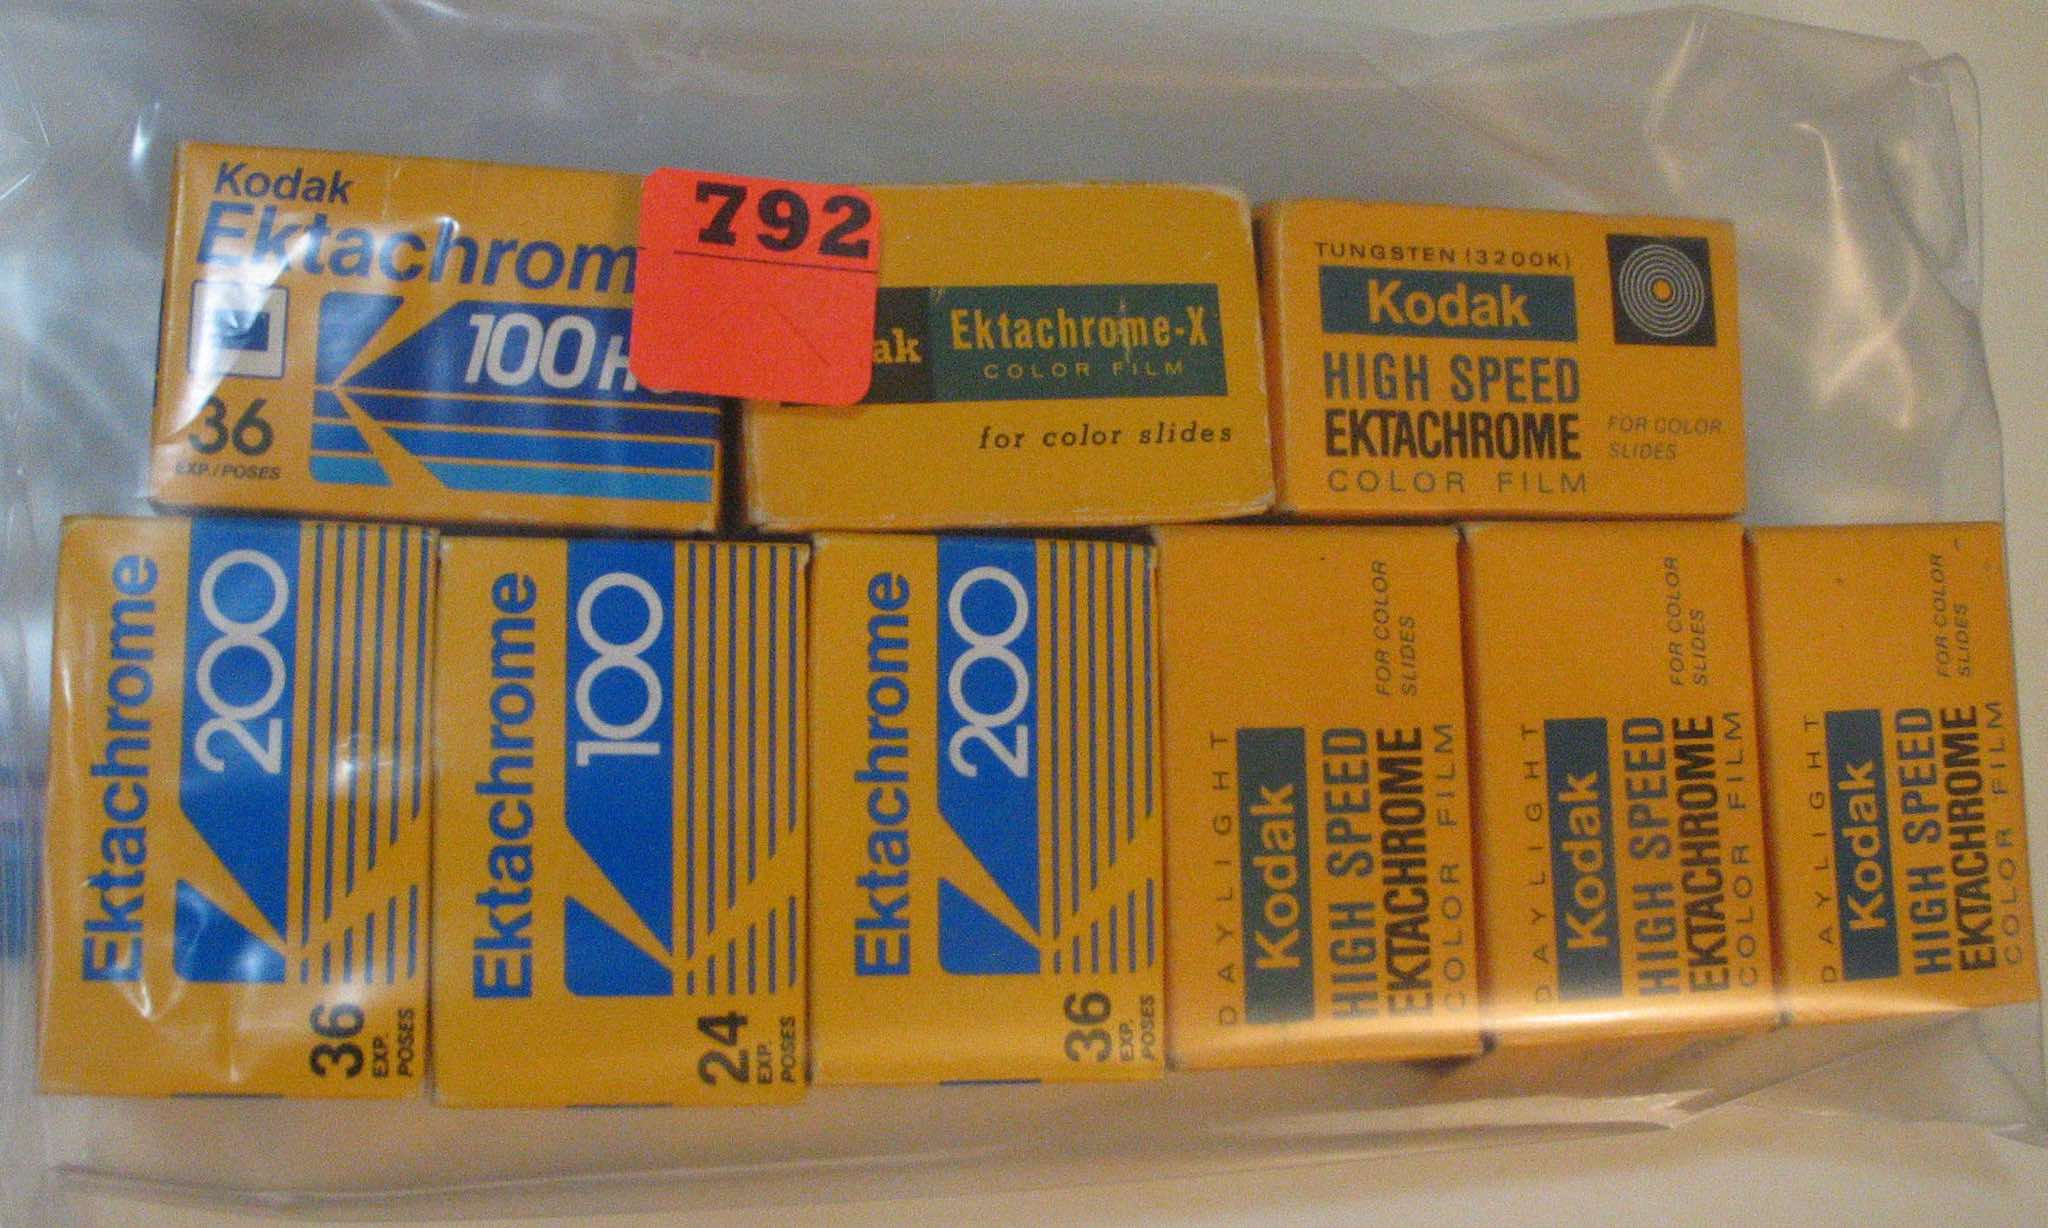 Kodak
Ektachrom
100 H
36
EXP./POSES
792
ak
Ektachrome-X
COLOR FILM
for color slides
TUNGSTEN (3200K)
Kodak
HIGH SPEED
EKTACHROME
COLOR FILM
FOR COLOR
SLIDES
Ektachrome
200
36
EXP.
POSES
Ektachrome
100
24
EXP.
POSES
Ektachrome
200
36
EXP.
POSES
DAYLIGHT
Kodak
HIGH SPEED
EKTACHROME
COLOR FILM
FOR COLOR
SLIDES
DAYLIGHT
Kodak
HIGH SPEED
EKTACHROME
COLOR FILM
FOR COLOR
SLIDES
DAYLIGHT
Kodak
HIGH SPEED
EKTACHROME
COLOR FILM
FOR COLOR
SLIDES